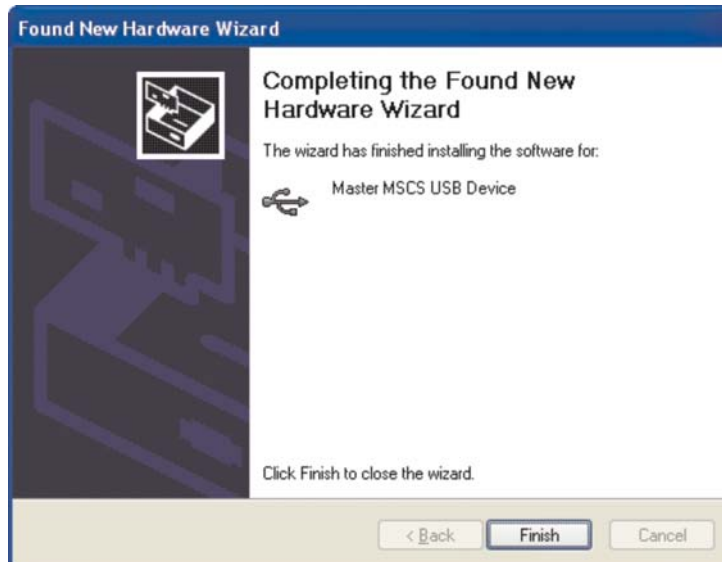 Found New Hardware Wizard
Completing the Found New
Hardware Wizard
The wizard has finished installing the software for:
Master MSCS USB Device
Click Finish to close the wizard.
< Back
Finish
Cancel